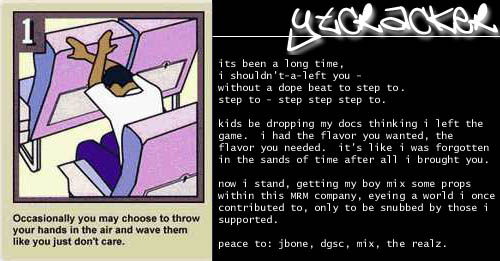 1
Occasionally you may choose to throw
your hands in the air and wave them
like you just don't care.
ytcracker
its been a long time,
i shouldn't-a-left you -
without a dope beat to step to.
step to - step step step to.
kids be dropping my docs thinking i left the
game.  i had the flavor you wanted, the
flavor you needed.  it's like i was forgotten
in the sands of time after all i brought you.
now i stand, getting my boy mix some props
within this MRM company, eyeing a world i once
contributed to, only to be snubbed by those i
supported.
peace to: jbone, dgsc, mix, the realz.